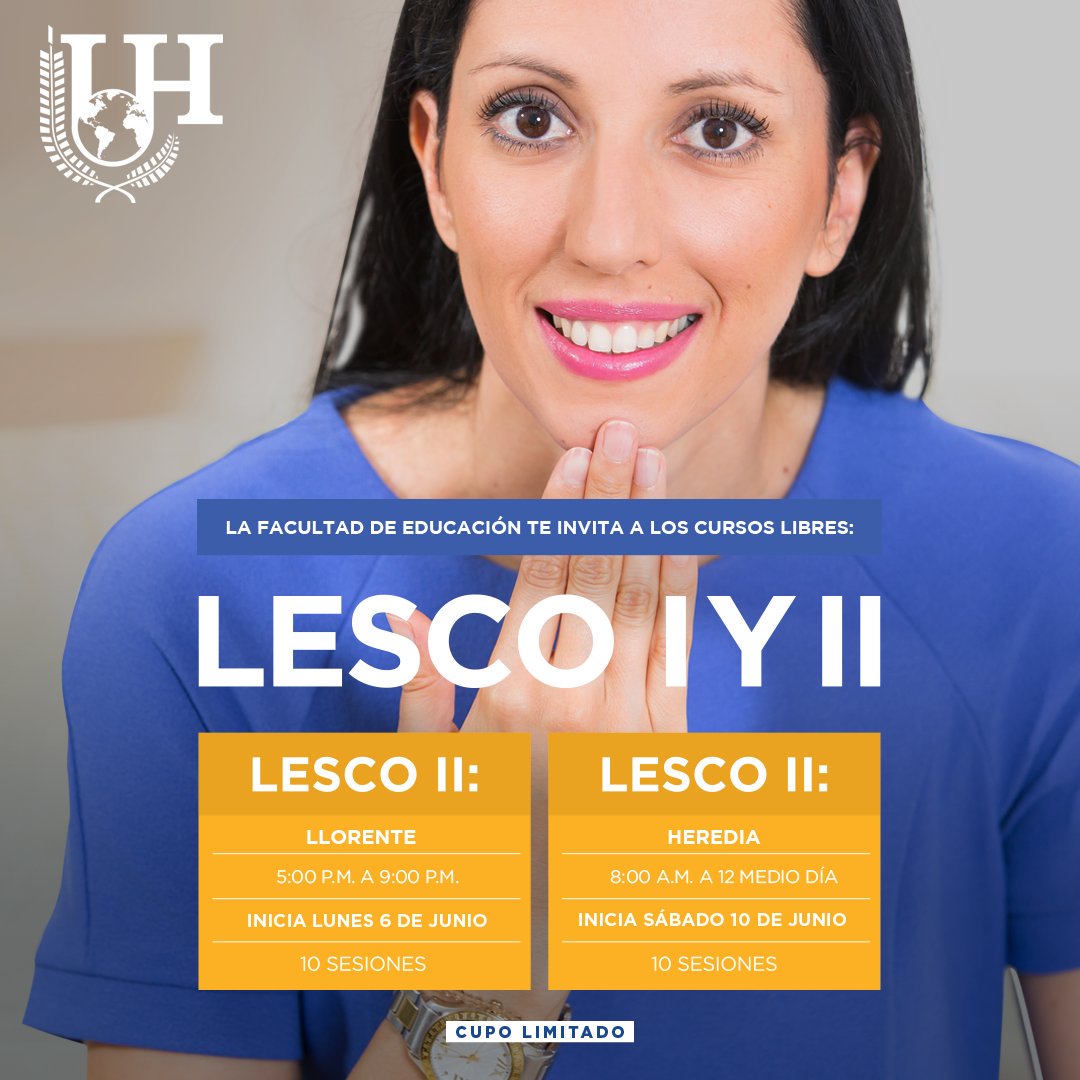 UH
LA FACULTAD DE EDUCACIÓN TE INVITA A LOS CURSOS LIBRES:
LESCO I Y II
LESCO II:
LLORENTE
5:00 P.M. A 9:00 P.M.
INICIA LUNES 6 DE JUNIO
10 SESIONES
LESCO II:
HEREDIA
8:00 A.M. A 12 MEDIO DÍA
INICIA SÁBADO 10 DE JUNIO
10 SESIONES
CUPO LIMITADO